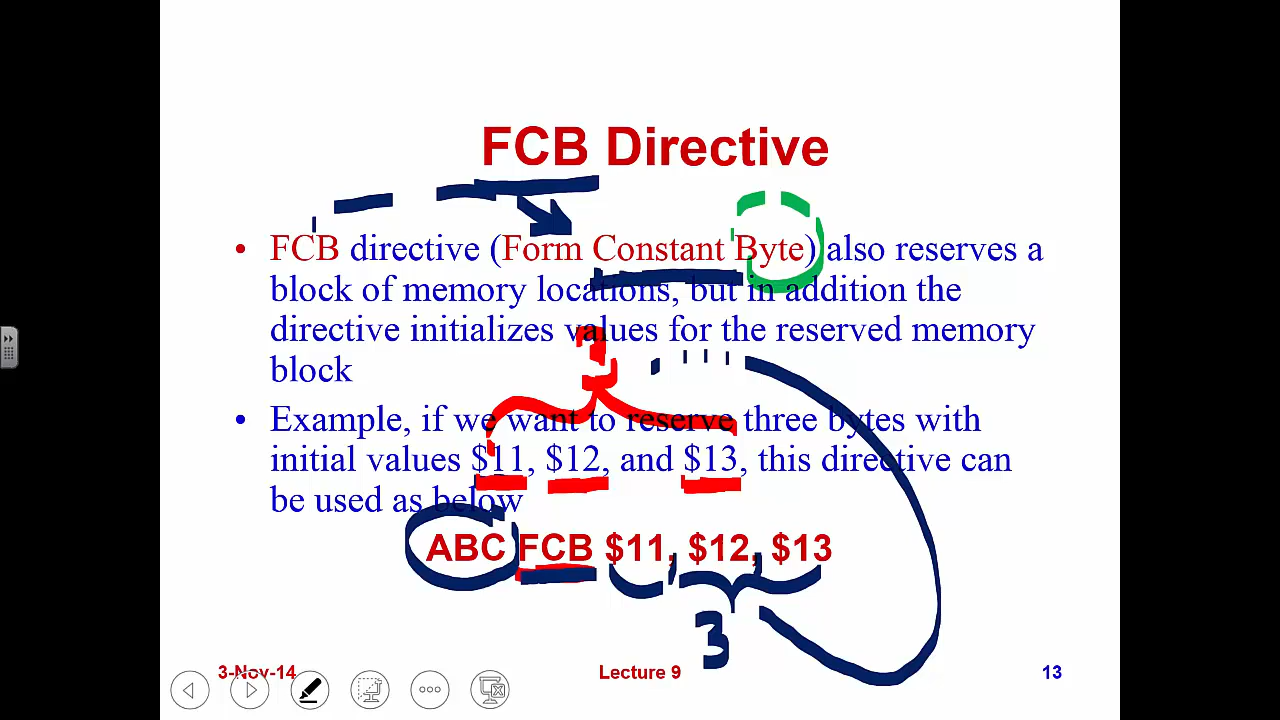 FCB Directive
• FCB directive (Form Constant Byte) also reserves a
block of memory locations, but in addition the
directive initializes values for the reserved memory
block
3
• Example, if we want to reserve three bytes with
initial values $11, $12, and $13, this directive can
be used as below
ABC FCB $11, $12, $13
3
3-Nov-14 Lecture 9 13